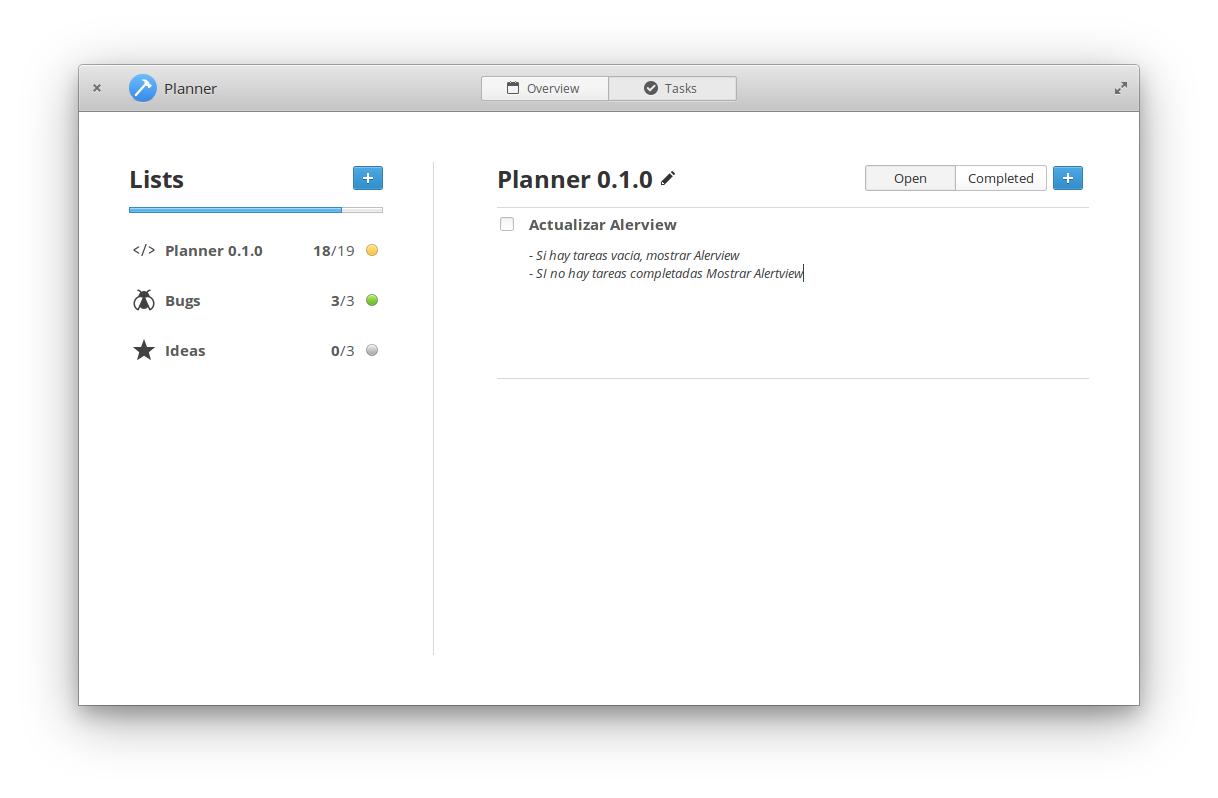 Planner
Overview
Tasks
Lists
Planner 0.1.0 18/19
Bugs 3/3
Ideas 0/3
Planner 0.1.0
Open
Completed
Actualizar Alerview
- Si hay tareas vacia, mostrar Alerview
- SI no hay tareas completadas Mostrar Alertview